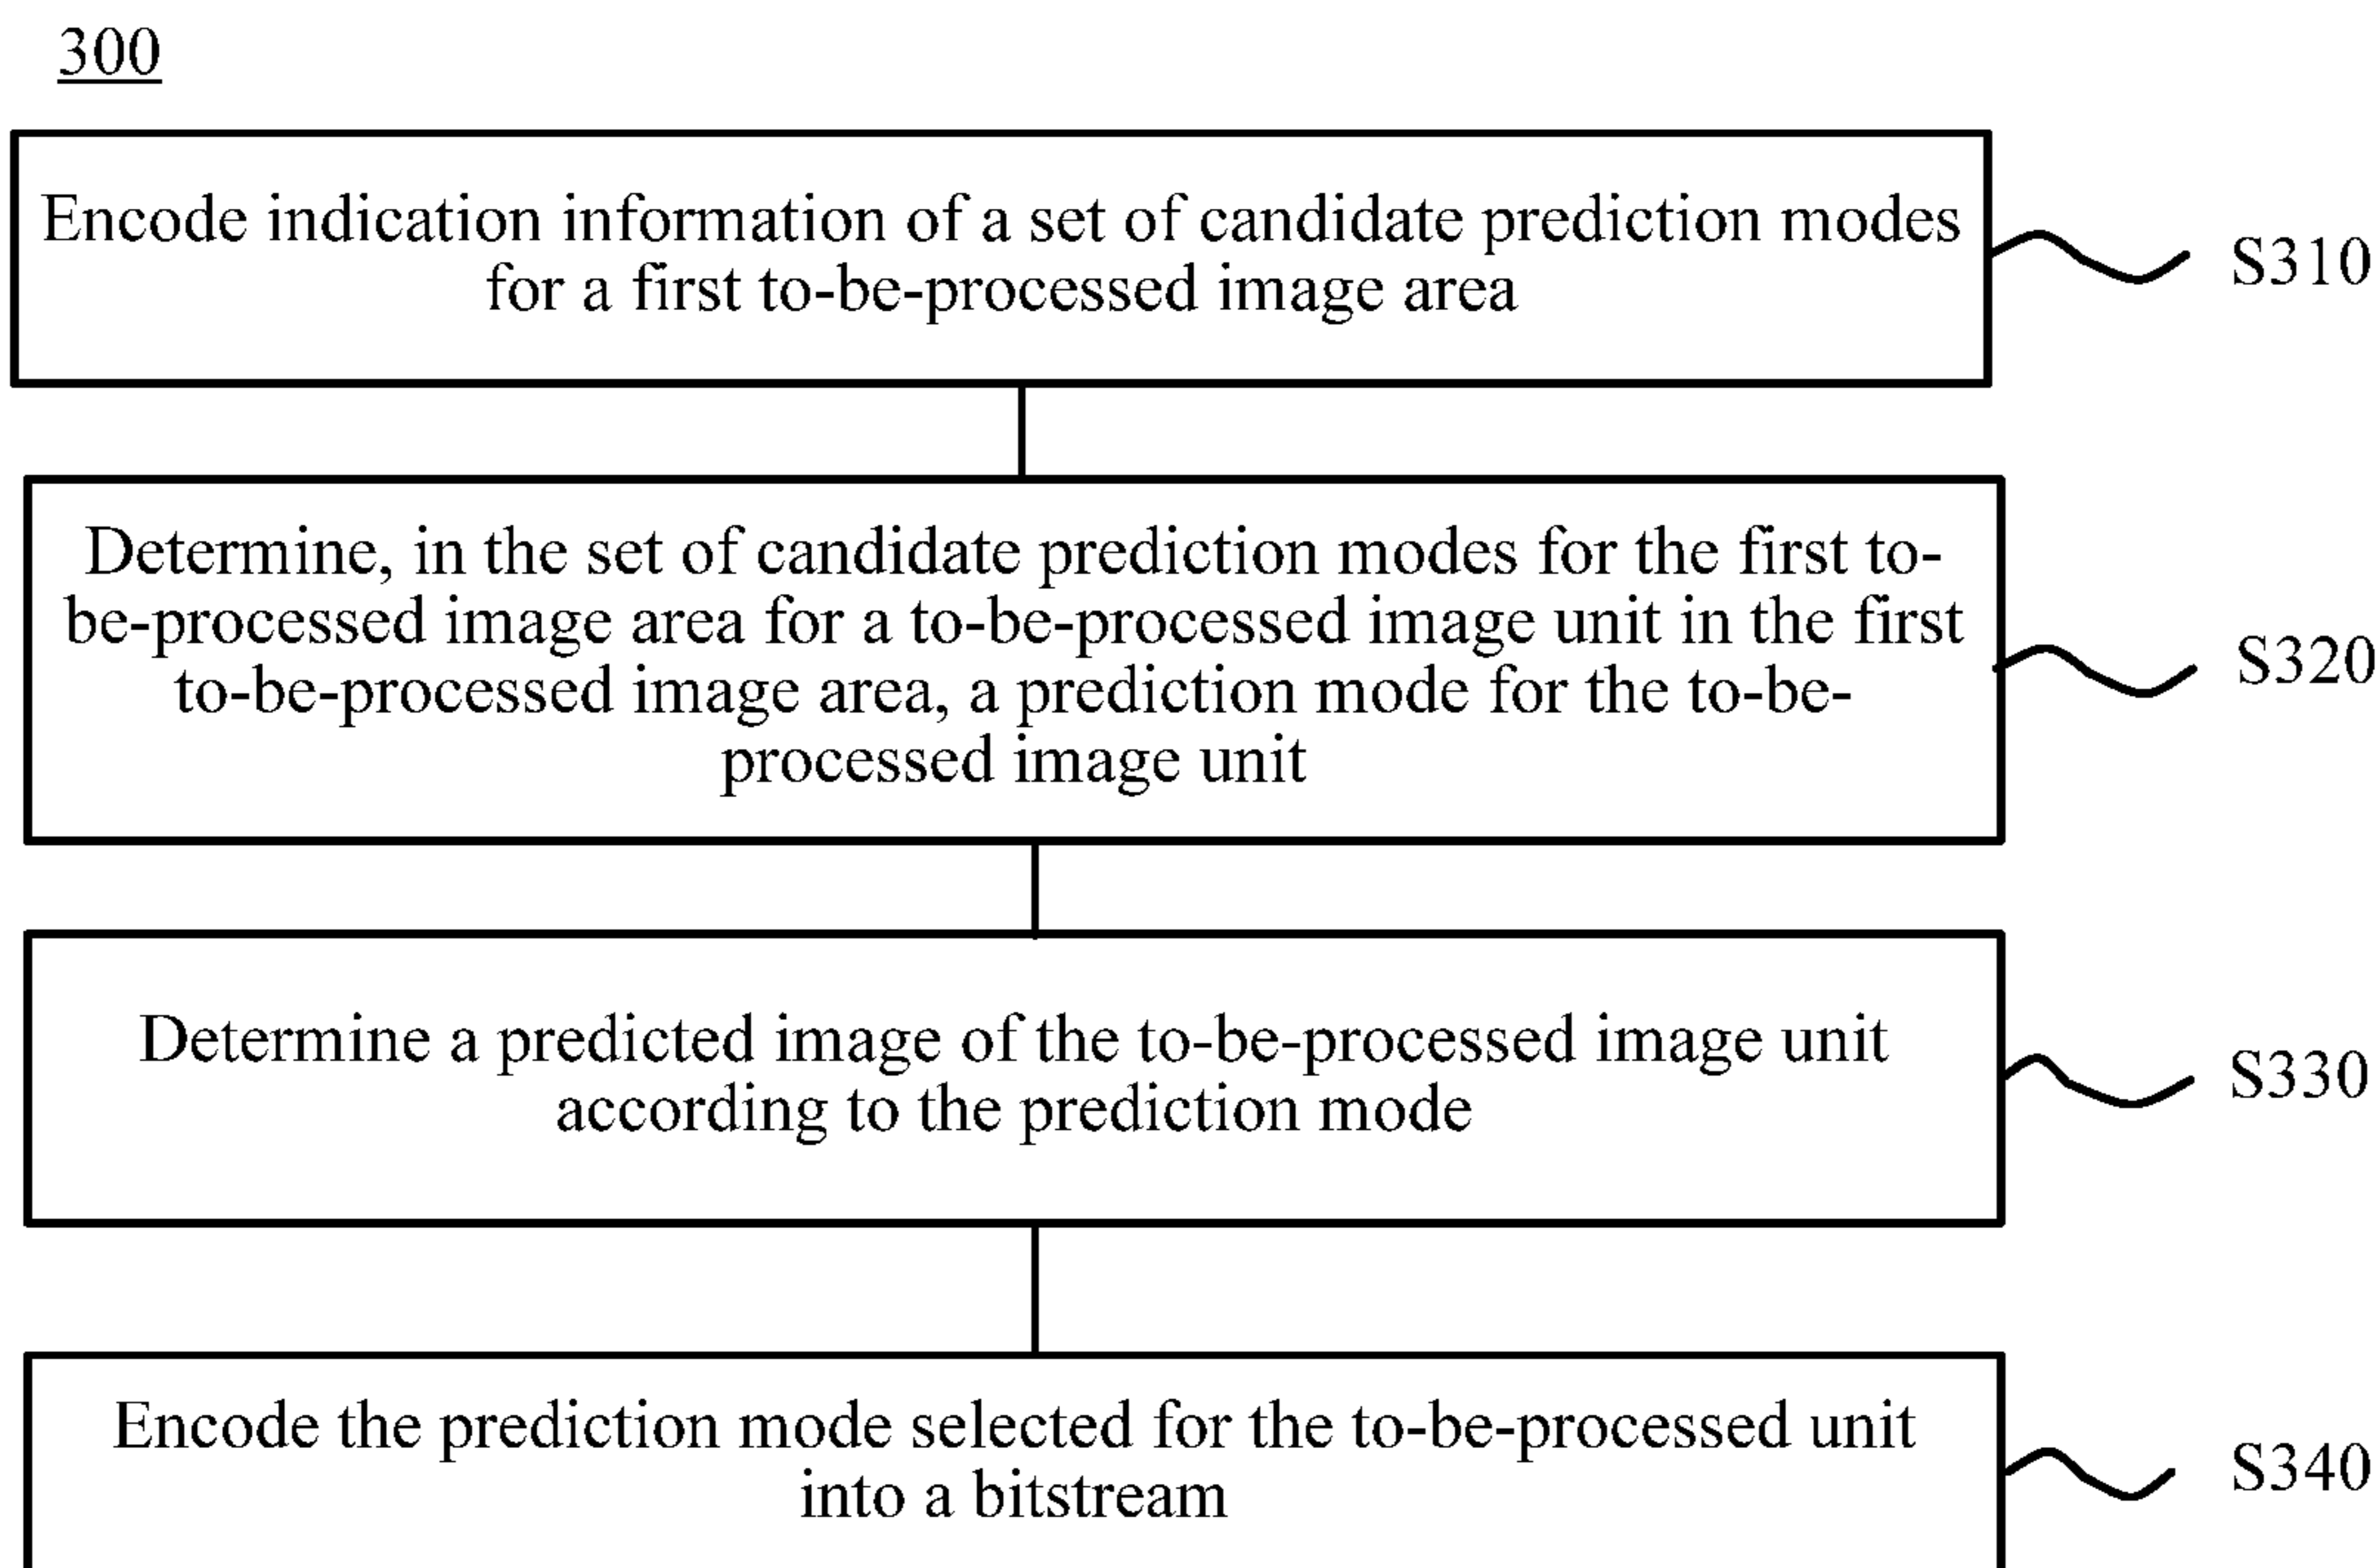 300
Encode indication information of a set of candidate prediction modes
for a first to-be-processed image area
S310
Determine, in the set of candidate prediction modes for the first to-
be-processed image area for a to-be-processed image unit in the first
to-be-processed image area, a prediction mode for the to-be-
processed image unit
S320
Determine a predicted image of the to-be-processed image unit
according to the prediction mode
S330
Encode the prediction mode selected for the to-be-processed unit
into a bitstream
S340